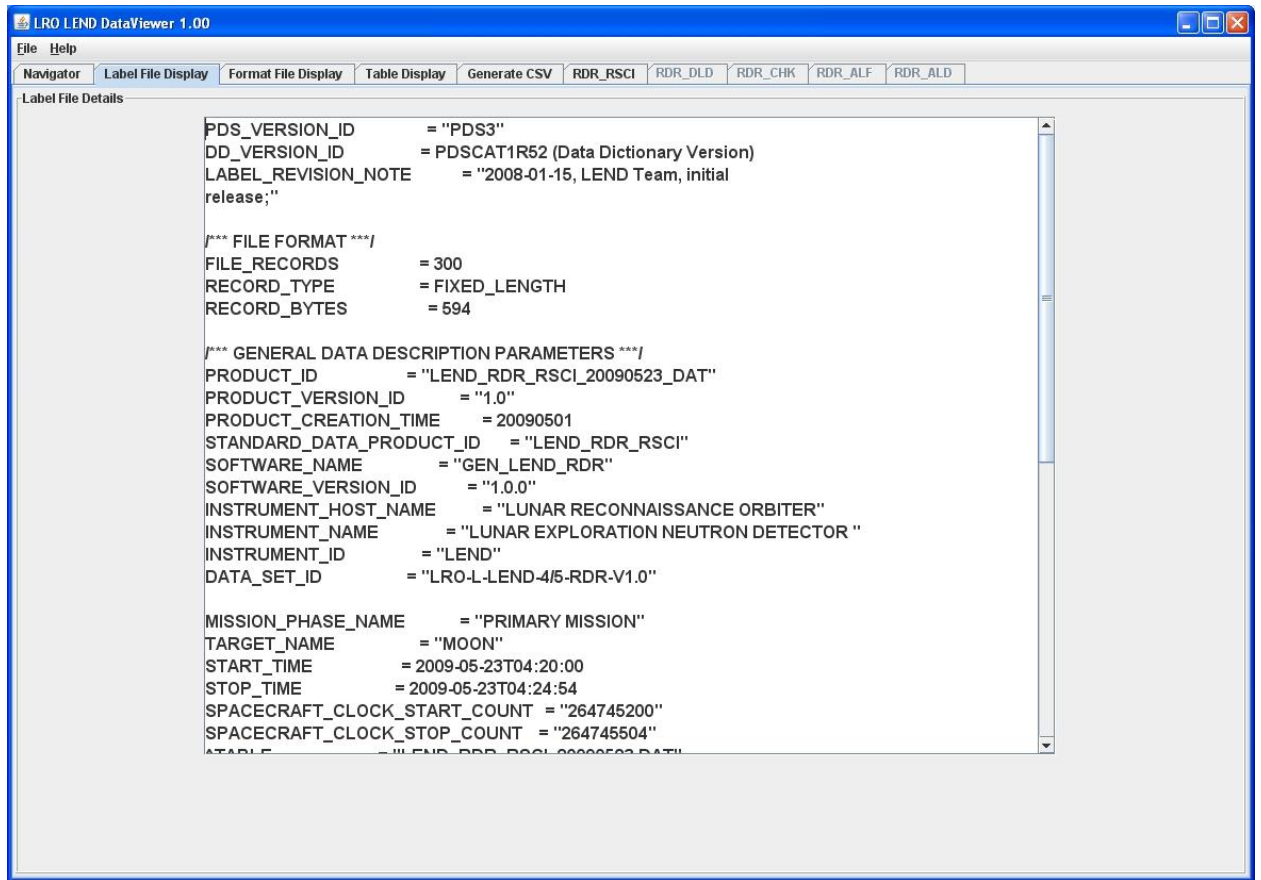 LRO LEND DataViewer 1.00
File Help
Navigator Label File Display Format File Display Table Display Generate CSV RDR_RSCI RDR_DLD RDR_CHK RDR_ALF RDR_ALD
Label File Details
PDS_VERSION_ID = "PDS3"
DD_VERSION_ID = PDSCAT1R52 (Data Dictionary Version)
LABEL_REVISION_NOTE = "2008-01-15, LEND Team, initial
release;"
/*** FILE FORMAT ***/
FILE_RECORDS = 300
RECORD_TYPE = FIXED_LENGTH
RECORD_BYTES = 594
/*** GENERAL DATA DESCRIPTION PARAMETERS ***/
PRODUCT_ID = "LEND_RDR_RSCI_20090523_DAT"
PRODUCT_VERSION_ID = "1.0"
PRODUCT_CREATION_TIME = 20090501
STANDARD_DATA_PRODUCT_ID = "LEND_RDR_RSCI"
SOFTWARE_NAME = "GEN_LEND_RDR"
SOFTWARE_VERSION_ID = "1.0.0"
INSTRUMENT_HOST_NAME = "LUNAR RECONNAISSANCE ORBITER"
INSTRUMENT_NAME = "LUNAR EXPLORATION NEUTRON DETECTOR "
INSTRUMENT_ID = "LEND"
DATA_SET_ID = "LRO-L-LEND-4/5-RDR-V1.0"
MISSION_PHASE_NAME = "PRIMARY MISSION"
TARGET_NAME = "MOON"
START_TIME = 2009-05-23T04:20:00
STOP_TIME = 2009-05-23T04:24:54
SPACECRAFT_CLOCK_START_COUNT = "264745200"
SPACECRAFT_CLOCK_STOP_COUNT = "264745504"